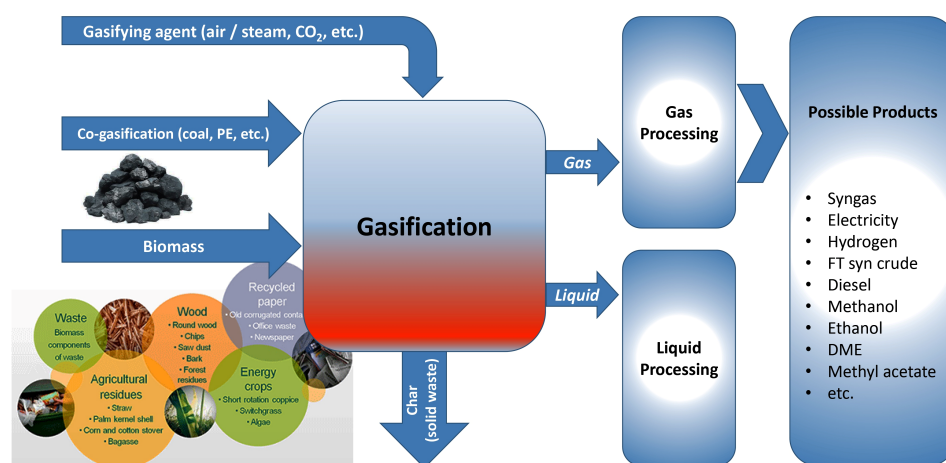 Gasifying agent (air / steam, CO₂, etc.)
Co-gasification (coal, PE, etc.)
Biomass
Gasification
Gas
Liquid
Char
(solid waste)
Gas
Processing
Liquid
Processing
Possible Products
• Syngas
• Electricity
• Hydrogen
• FT syn crude
• Diesel
• Methanol
• Ethanol
• DME
• Methyl acetate
• etc.
Waste
Biomass
components
of waste
Wood
• Round wood
• Chips
• Saw dust
• Bark
• Forest
residues
Recycled
paper
• Old corrugated
• Office waste
• Newspaper
Agricultural
residues
• Straw
• Palm kernel shell
• Corn and cotton stover
• Bagasse
Energy
crops
• Short rotation coppice
• Switchgrass
• Algae